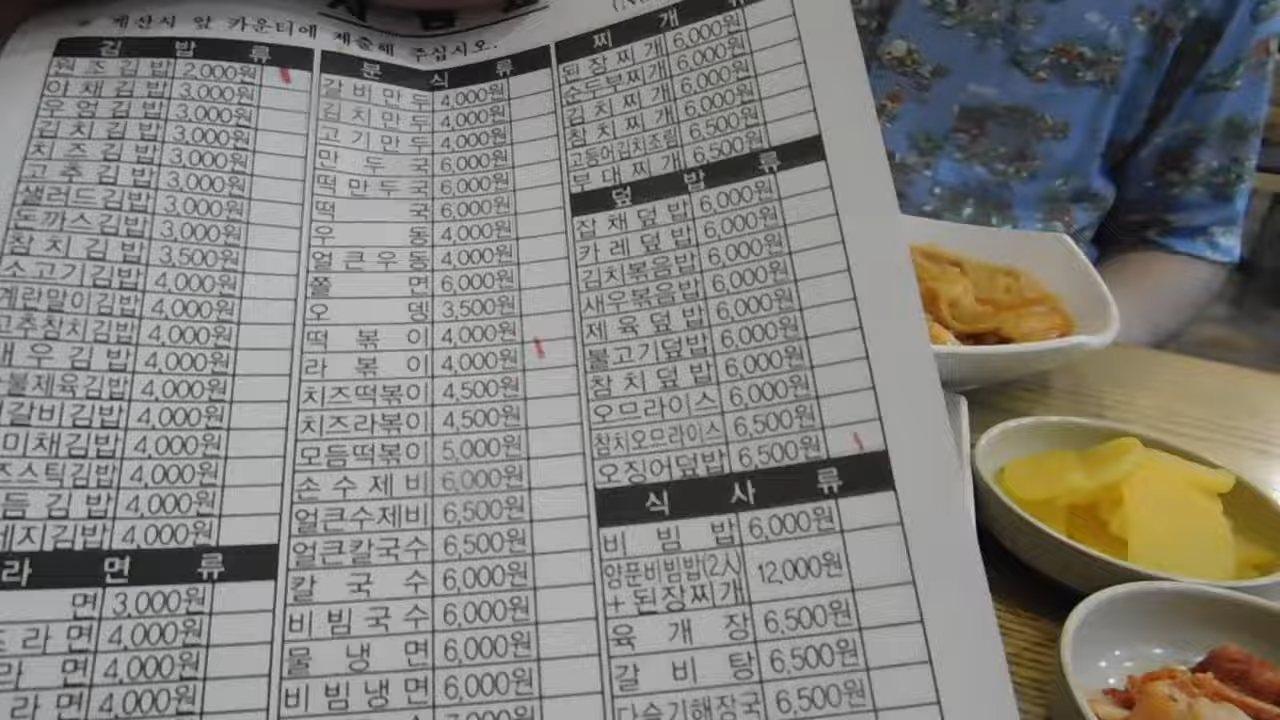 * 계산시 앞 카운터에 제출해 주십시오.
김 밥 류
원조김밥 2,000원
야채김밥 3,000원
우엉김밥 3,000원
김치김밥 3,000원
치즈김밥 3,000원
고추김밥 3,000원
샐러드김밥 3,000원
돈까스김밥 3,000원
참치김밥 3,500원
소고기김밥 4,000원
계란말이김밥 4,000원
고추참치김밥 4,000원
새우김밥 4,000원
불제육김밥 4,000원
갈비김밥 4,000원
미채김밥 4,000원
즈스틱김밥 4,000원
듬김밥 4,000원
돼지김밥 4,000원
라 면 류
면 3,000원
라면 4,000원
라면 4,000원
라면 4,000원
분 식 류
갈비만두 4,000원
김치만두 4,000원
고기만두 4,000원
만두국 6,000원
떡만두국 6,000원
떡국 6,000원
우동 4,000원
얼큰우동 4,000원
쫄면 6,000원
오뎅 3,500원
떡볶이 4,000원
라볶이 4,000원
치즈떡볶이 4,500원
치즈라볶이 4,500원
모듬떡볶이 5,000원
손수제비 6,000원
얼큰수제비 6,500원
얼큰칼국수 6,500원
칼국수 6,000원
비빔국수 6,000원
물냉면 6,000원
비빔냉면 6,000원
7,000원
찌 개 류
된장찌개 6,000원
순두부찌개 6,000원
김치찌개 6,000원
참치찌개 6,000원
고등어김치조림 6,500원
부대찌개 6,500원
덮 밥 류
잡채덮밥 6,000원
카레덮밥 6,000원
김치볶음밥 6,000원
새우볶음밥 6,000원
제육덮밥 6,000원
불고기덮밥 6,000원
참치덮밥 6,000원
오므라이스 6,000원
참치오므라이스 6,500원
오징어덮밥 6,500원
식 사 류
비빔밥 6,000원
양푼비빔밥(2人)
+된장찌개 12,000원
육개장 6,500원
갈비탕 6,500원
다슬기해장국 6,500원